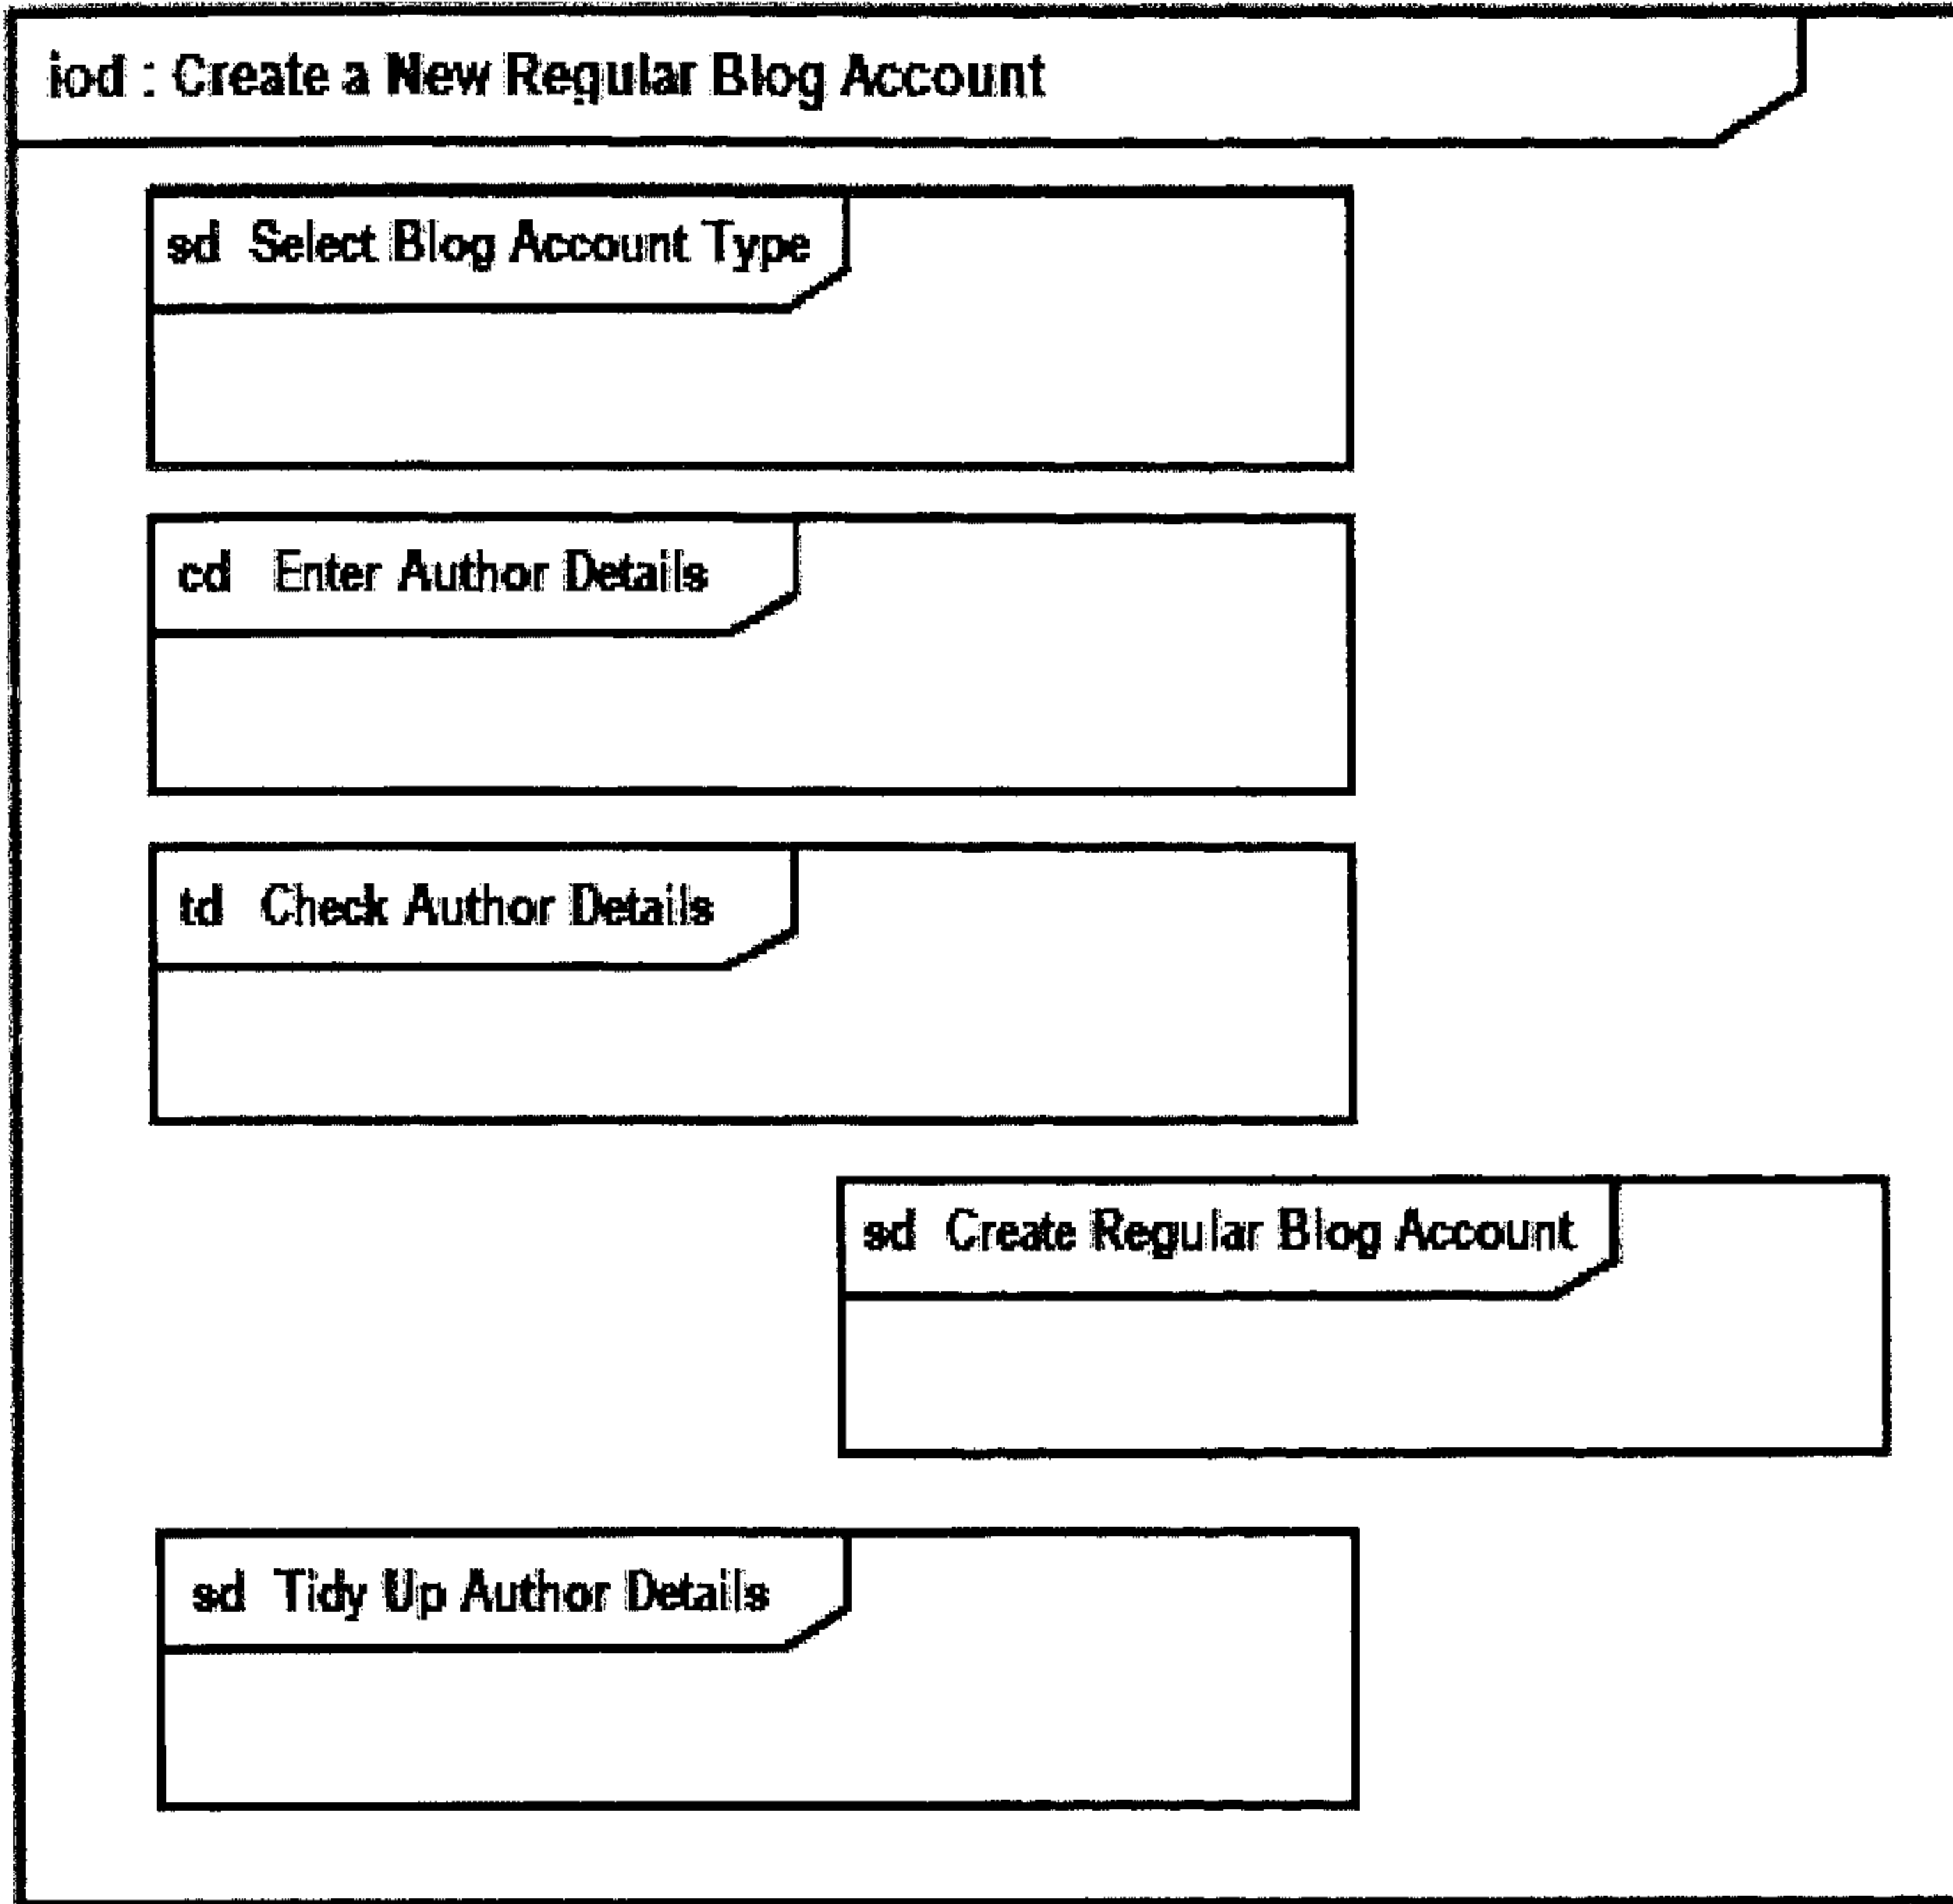 iod : Create a New Regular Blog Account
sd Select Blog Account Type
cd Enter Author Details
td Check Author Details
sd Create Regular Blog Account
sd Tidy Up Author Details